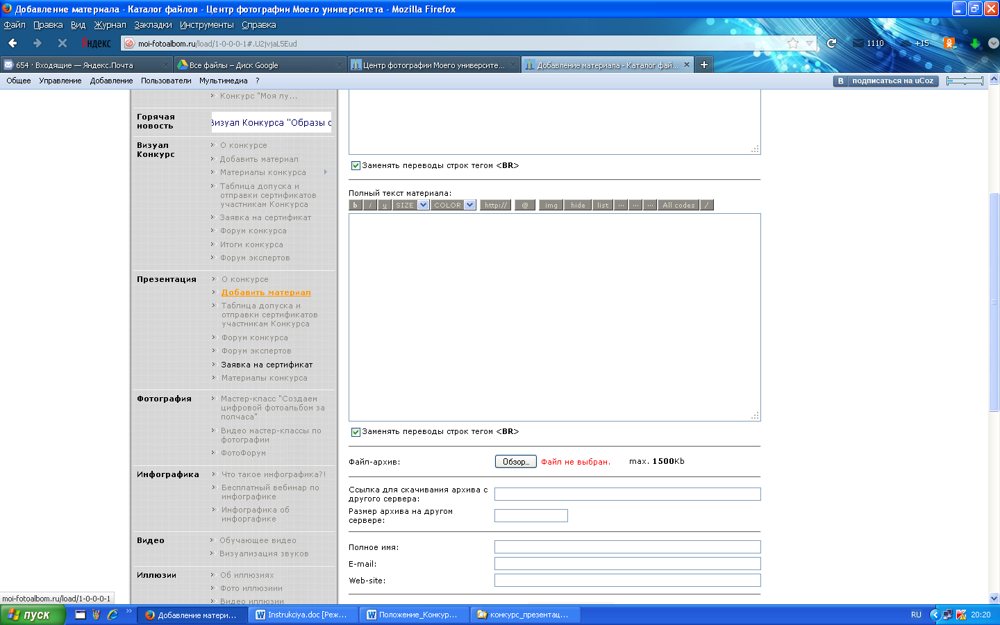 Добавление материала - Каталог файлов - Центр фотографии Моего университета - Mozilla Firefox
Файл Правка Вид Журнал Закладки Инструменты Справка
Яндекс moi-fotoalbom.ru/load/1-0-0-0-1#.U2jvjaL5Eud 1110 +15
654 · Входящие — Яндекс.Почта Все файлы – Диск Google Центр фотографии Моего университе... Добавление материала - Каталог фай...
Общее Управление Добавление Пользователи Мультимедиа ? В подписаться на uCoz
Конкурс "Моя лу...
Горячая новость
Визуал Конкурса "Образы с
Визуал Конкурс
О конкурсе
Добавить материал
Материалы конкурса
Таблица допуска и
отправки сертификатов
участникам Конкурса
Заявка на сертификат
Форум конкурса
Итоги конкурса
Форум экспертов
Презентация
О конкурсе
Добавить материал
Таблица допуска и
отправки сертификатов
участникам Конкурса
Форум конкурса
Форум экспертов
Заявка на сертификат
Материалы конкурса
Фотография
Мастер-класс "Создаем
цифровой фотоальбом за
полчаса"
Видео мастер-классы по
фотографии
ФотоФорум
Инфографика
Что такое инфографика?!
Бесплатный вебинар по
инфографике
Инфографика об
инфоргафике
Видео
Обучающее видео
Визуализация звуков
Иллюзии
Об иллюзиях
Фото иллюзиии
Видео иллюзии
Заменять переводы строк тегом <BR>
Полный текст материала:
b i u SIZE COLOR http:// @ img hide list ... ... ... All codes /
Заменять переводы строк тегом <BR>
Файл-архив: Обзор... Файл не выбран. max. 1500Kb
Ссылка для скачивания архива с
другого сервера:
Размер архива на другом
сервере:
Полное имя:
E-mail:
Web-site:
moi-fotoalbom.ru/load/1-0-0-0-1
пуск » Добавление матери... Instrukciya.doc [Реж... Положение_Конкур... конкурс_презентац... RU 20:20